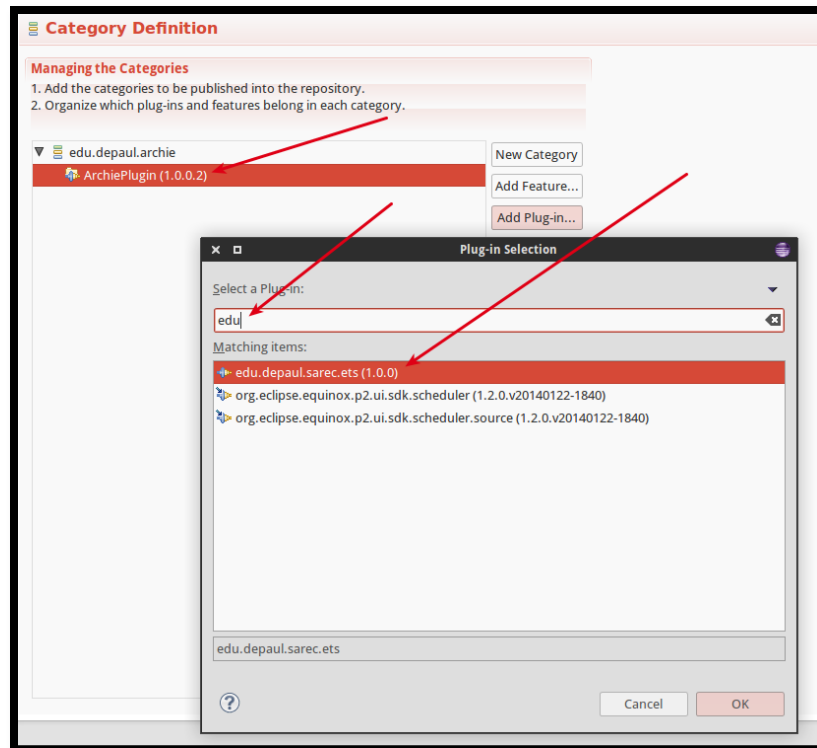 Category Definition
Managing the Categories
1. Add the categories to be published into the repository.
2. Organize which plug-ins and features belong in each category.
edu.depaul.archie
New Category
ArchiePlugin (1.0.0.2)
Add Feature...
Add Plug-in...
Plug-in Selection
Select a Plug-in:
edu
Matching items:
edu.depaul.sarec.ets (1.0.0)
org.eclipse.equinox.p2.ui.sdk.scheduler (1.2.0.v20140122-1840)
org.eclipse.equinox.p2.ui.sdk.scheduler.source (1.2.0.v20140122-1840)
edu.depaul.sarec.ets
Cancel
OK